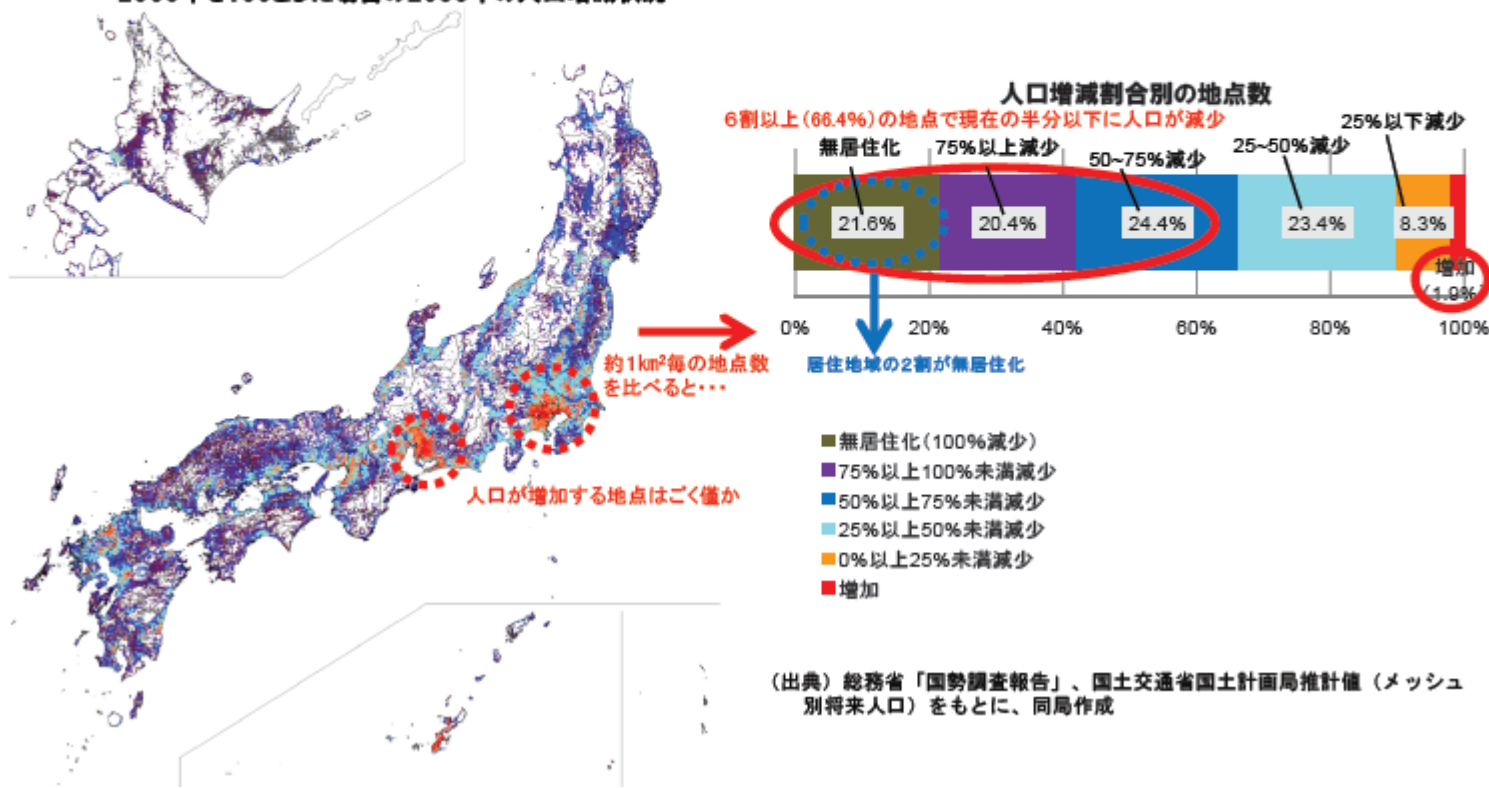 人口増減割合別の地点数
6割以上(66.4%)の地点で現在の半分以下に人口が減少
無居住化
75%以上減少
50~75%減少
25~50%減少
25%以下減少
21.6%
20.4%
24.4%
23.4%
8.3%
増加
(1.9%)
0%
20%
40%
60%
80%
100%
居住地域の2割が無居住化
約1km²毎の地点数
を比べると・・・
人口が増加する地点はごく僅か
無居住化(100%減少)
75%以上100%未満減少
50%以上75%未満減少
25%以上50%未満減少
0%以上25%未満減少
増加
(出典)総務省「国勢調査報告」、国土交通省国土計画局推計値(メッシュ
別将来人口)をもとに、同局作成